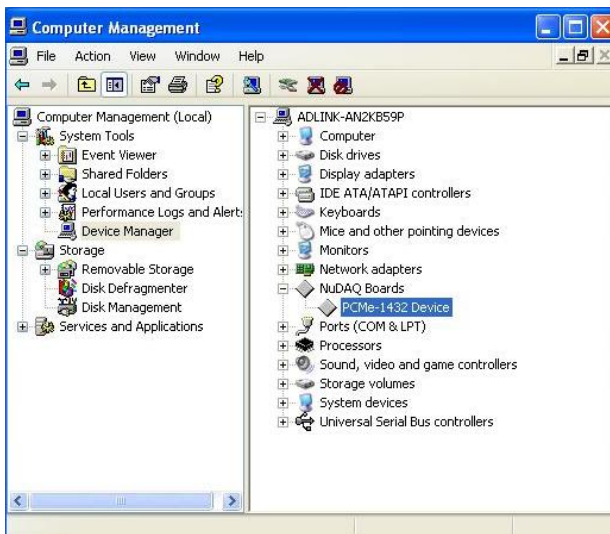 Computer Management
File Action View Window Help
Computer Management (Local)
System Tools
Event Viewer
Shared Folders
Local Users and Groups
Performance Logs and Alert:
Device Manager
Storage
Removable Storage
Disk Defragmenter
Disk Management
Services and Applications
ADLINK-AN2KB59P
Computer
Disk drives
Display adapters
IDE ATA/ATAPI controllers
Keyboards
Mice and other pointing devices
Monitors
Network adapters
NuDAQ Boards
PCMe-1432 Device
Ports (COM & LPT)
Processors
Sound, video and game controllers
Storage volumes
System devices
Universal Serial Bus controllers